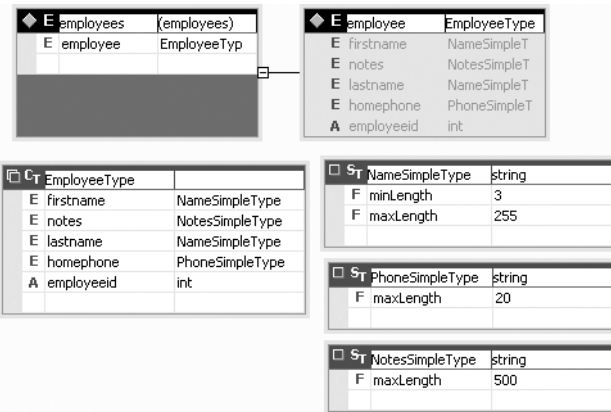 E employees (employees)
E employee EmployeeTyp
E employee EmployeeType
E firstname NameSimpleT
E notes NotesSimpleT
E lastname NameSimpleT
E homephone PhoneSimpleT
A employeeid int
CT EmployeeType
E firstname NameSimpleType
E notes NotesSimpleType
E lastname NameSimpleType
E homephone PhoneSimpleType
A employeeid int
ST NameSimpleType string
F minLength 3
F maxLength 255
ST PhoneSimpleType string
F maxLength 20
ST NotesSimpleType string
F maxLength 500